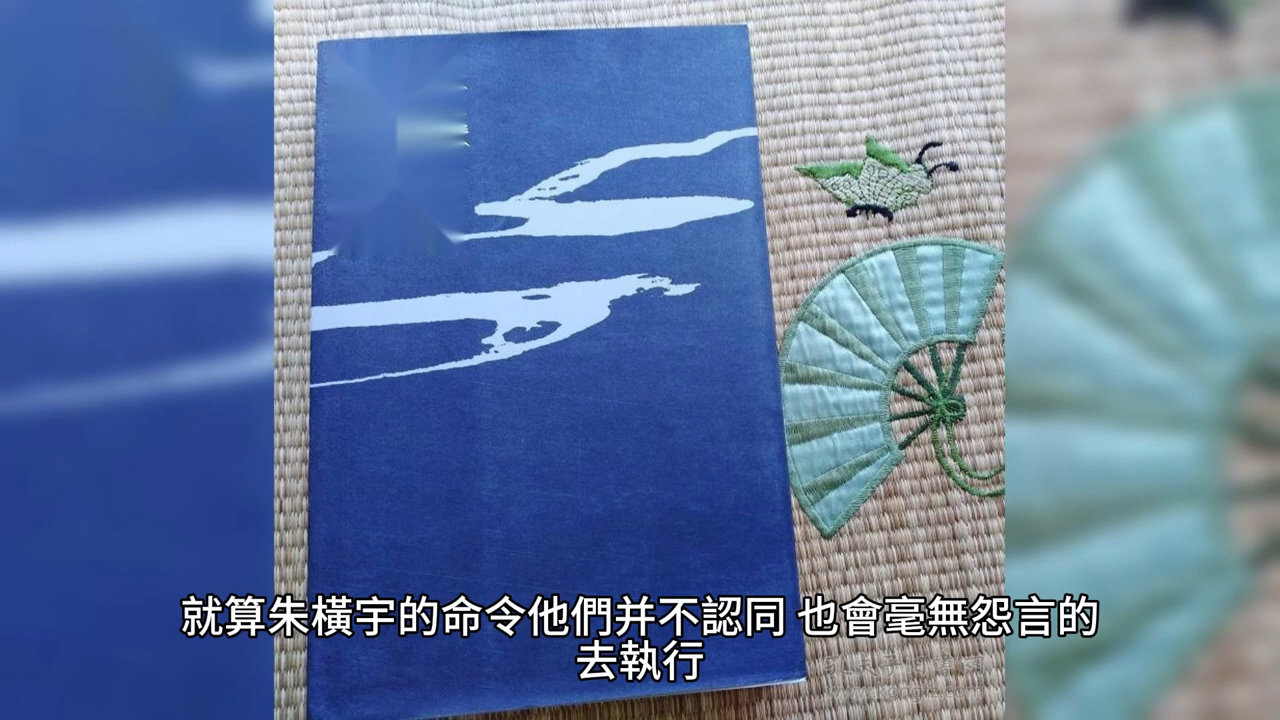 就算朱橫宇的命令他們并不認同 也會毫無怨言的
去執行